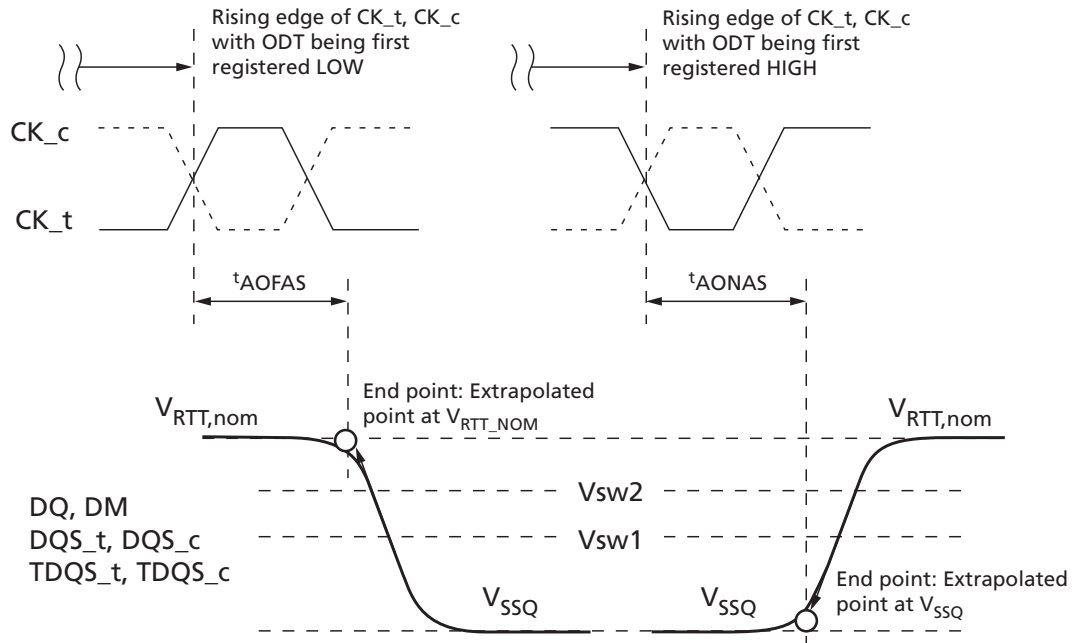 Rising edge of CK_t, CK_c
with ODT being first
registered LOW
Rising edge of CK_t, CK_c
with ODT being first
registered HIGH
CK_c
CK_t
tAOFAS
tAONAS
End point: Extrapolated
point at VRTT_NOM
VRTT,nom
VRTT,nom
Vsw2
DQ, DM
DQS_t, DQS_c
TDQS_t, TDQS_c
Vsw1
VSSQ
VSSQ
End point: Extrapolated
point at VSSQ